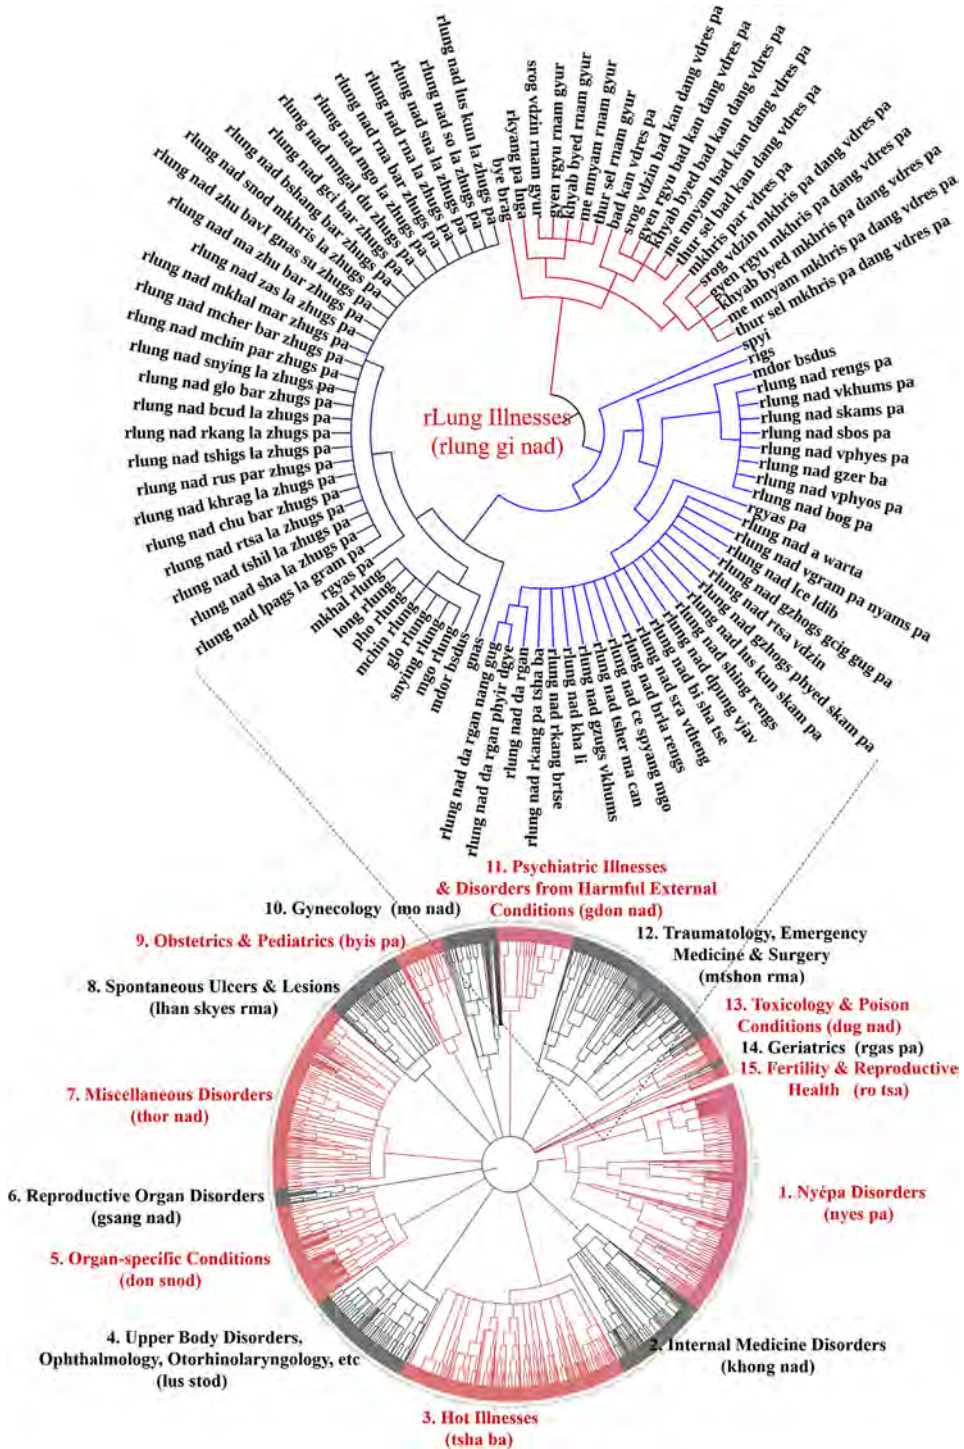 rLung Illnesses
(rlung gi nad)
bye brag
rkyang pa lnga
srog vdzin rnam gyur
gyen rgyu rnam gyur
khyab byed rnam gyur
me mnyam rnam gyur
thur sel rnam gyur
bad kan vdres pa
srog vdzin bad kan dang vdres pa
gyen rgyu bad kan dang vdres pa
khyab byed bad kan dang vdres pa
me mnyam bad kan dang vdres pa
thur sel bad kan dang vdres pa
mkhris par vdres pa
srog vdzin mkhris pa dang vdres pa
gyen rgyu mkhris pa dang vdres pa
khyab byed mkhris pa dang vdres pa
me mnyam mkhris pa dang vdres pa
thur sel mkhris pa dang vdres pa
spyi
rigs
mdor bsdus
rlung nad rengs pa
rlung nad vkhums pa
rlung nad skams pa
rlung nad sbos pa
rlung nad vphyes pa
rlung nad gzer ba
rlung nad vphyos pa
rlung nad bog pa
rgyas pa
rlung nad a warta
rlung nad vgram pa nyams pa
rlung nad lce ldib
rlung nad gzhogs gcig gug pa
rlung nad rtsa vdzin
rlung nad gzhogs phyed skam pa
rlung nad lus kun skam pa
rlung nad shing rengs
rlung nad dpung vjav
rlung nad bi sha tse
rlung nad sra vtheng
rlung nad brla rengs
rlung nad ce spyang mgo
rlung nad tsher ma can
rlung nad gzugs vkhums
rlung nad kha li
rlung nad rkang brtse
rlung nad rkang pa tsha ba
rlung nad da rgan
rlung nad da rgan phyir dgye
rlung nad da rgan nang gug
gnas
mdor bsdus
mgo rlung
snying rlung
glo rlung
mchin rlung
pho rlung
long rlung
mkhal rlung
rgyas pa
rlung nad lpags la gram pa
rlung nad sha la zhugs pa
rlung nad tshil la zhugs pa
rlung nad rtsa la zhugs pa
rlung nad chu bar zhugs pa
rlung nad khrag la zhugs pa
rlung nad rus par zhugs pa
rlung nad tshigs la zhugs pa
rlung nad rkang la zhugs pa
rlung nad bcud la zhugs pa
rlung nad glo bar zhugs pa
rlung nad snying la zhugs pa
rlung nad mchin par zhugs pa
rlung nad mcher bar zhugs pa
rlung nad mkhal mar zhugs pa
rlung nad zas la zhugs pa
rlung nad ma zhu bar zhugs pa
rlung nad zhu bavl gnas su zhugs pa
rlung nad snod mkhris la zhugs pa
rlung nad bshang bar zhugs pa
rlung nad gci bar zhugs pa
rlung nad mngal du zhugs pa
rlung nad mgo la zhugs pa
rlung nad rna bar zhugs pa
rlung nad rna la zhugs pa
rlung nad sna la zhugs pa
rlung nad so la zhugs pa
rlung nad lus kun la zhugs pa
11. Psychiatric Illnesses
& Disorders from Harmful External
Conditions (gdon nad)
10. Gynecology (mo nad)
9. Obstetrics & Pediatrics (byis pa)
12. Traumatology, Emergency
Medicine & Surgery
(mtshon rma)
8. Spontaneous Ulcers & Lesions
(lhan skyes rma)
13. Toxicology & Poison
Conditions (dug nad)
14. Geriatrics (rgas pa)
15. Fertility & Reproductive
Health (ro tsa)
7. Miscellaneous Disorders
(thor nad)
1. Nyépa Disorders
(nyes pa)
6. Reproductive Organ Disorders
(gsang nad)
5. Organ-specific Conditions
(don snod)
4. Upper Body Disorders,
Ophthalmology, Otorhinolaryngology, etc
(lus stod)
2. Internal Medicine Disorders
(khong nad)
3. Hot Illnesses
(tsha ba)